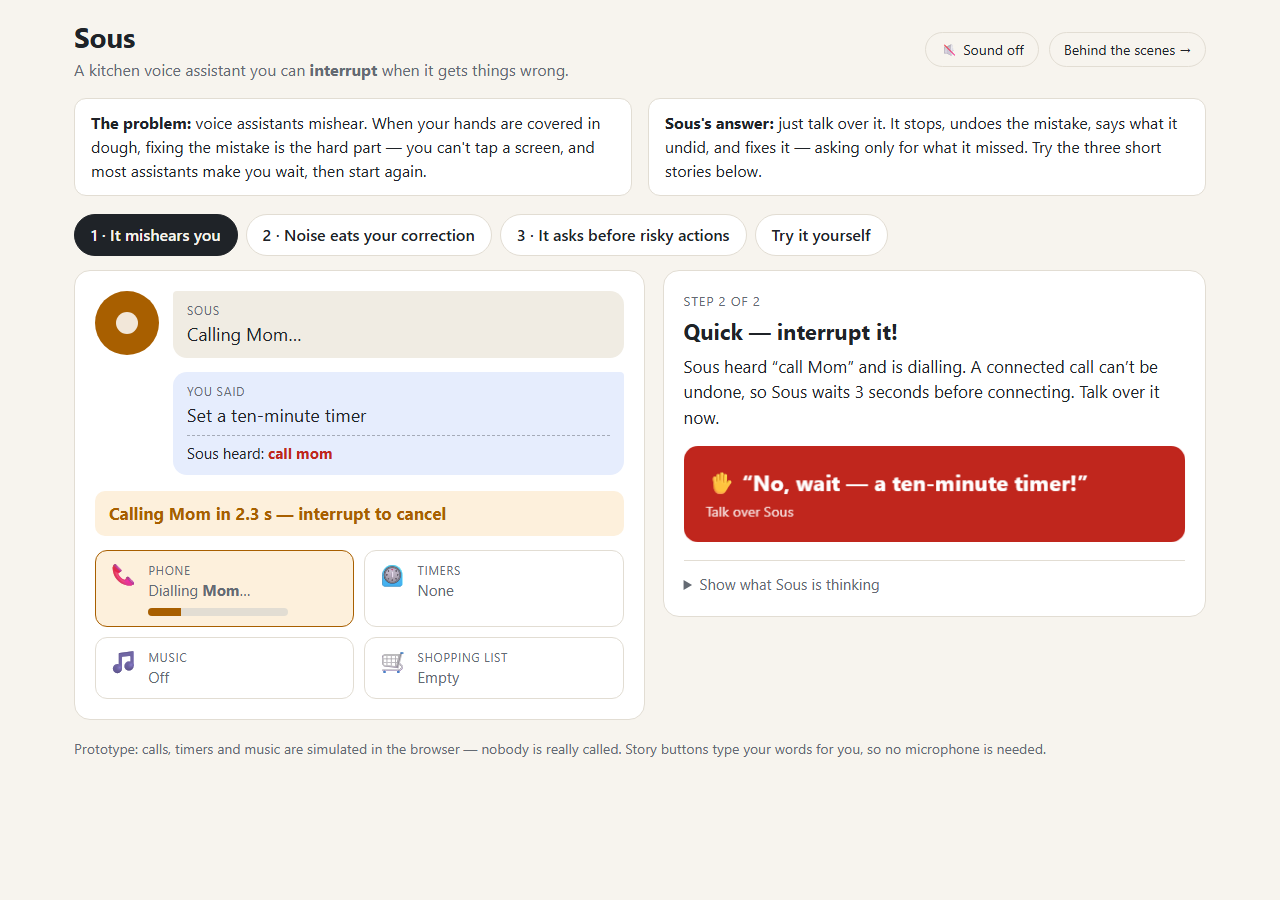 Sous
A kitchen voice assistant you can interrupt when it gets things wrong.
Sound off
Behind the scenes →
The problem: voice assistants mishear. When your hands are covered in
dough, fixing the mistake is the hard part — you can't tap a screen, and
most assistants make you wait, then start again.
Sous's answer: just talk over it. It stops, undoes the mistake, says what it
undid, and fixes it — asking only for what it missed. Try the three short
stories below.
1 · It mishears you
2 · Noise eats your correction
3 · It asks before risky actions
Try it yourself
SOUS
Calling Mom…
YOU SAID
Set a ten-minute timer
Sous heard: call mom
Calling Mom in 2.3 s — interrupt to cancel
PHONE
Dialling Mom…
TIMERS
None
MUSIC
Off
SHOPPING LIST
Empty
STEP 2 OF 2
Quick — interrupt it!
Sous heard “call Mom” and is dialling. A connected call can’t be
undone, so Sous waits 3 seconds before connecting. Talk over it
now.
“No, wait — a ten-minute timer!”
Talk over Sous
Show what Sous is thinking
Prototype: calls, timers and music are simulated in the browser — nobody is really called. Story buttons type your words for you, so no microphone is needed.